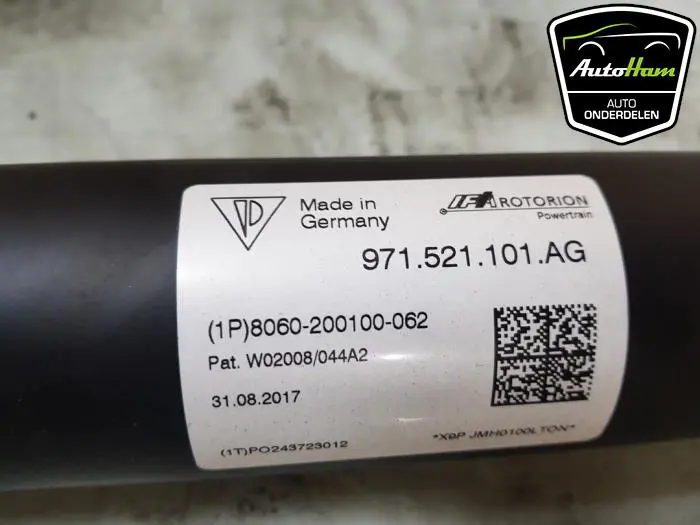 AutoHam
AUTO
ONDERDELEN
Made in
Germany
IFA ROTORION
Powertrain
971.521.101.AG
(1P)8060-200100-062
Pat. W02008/044A2
31.08.2017
(1T)PO243723012
*X9P JMH0100LTON*